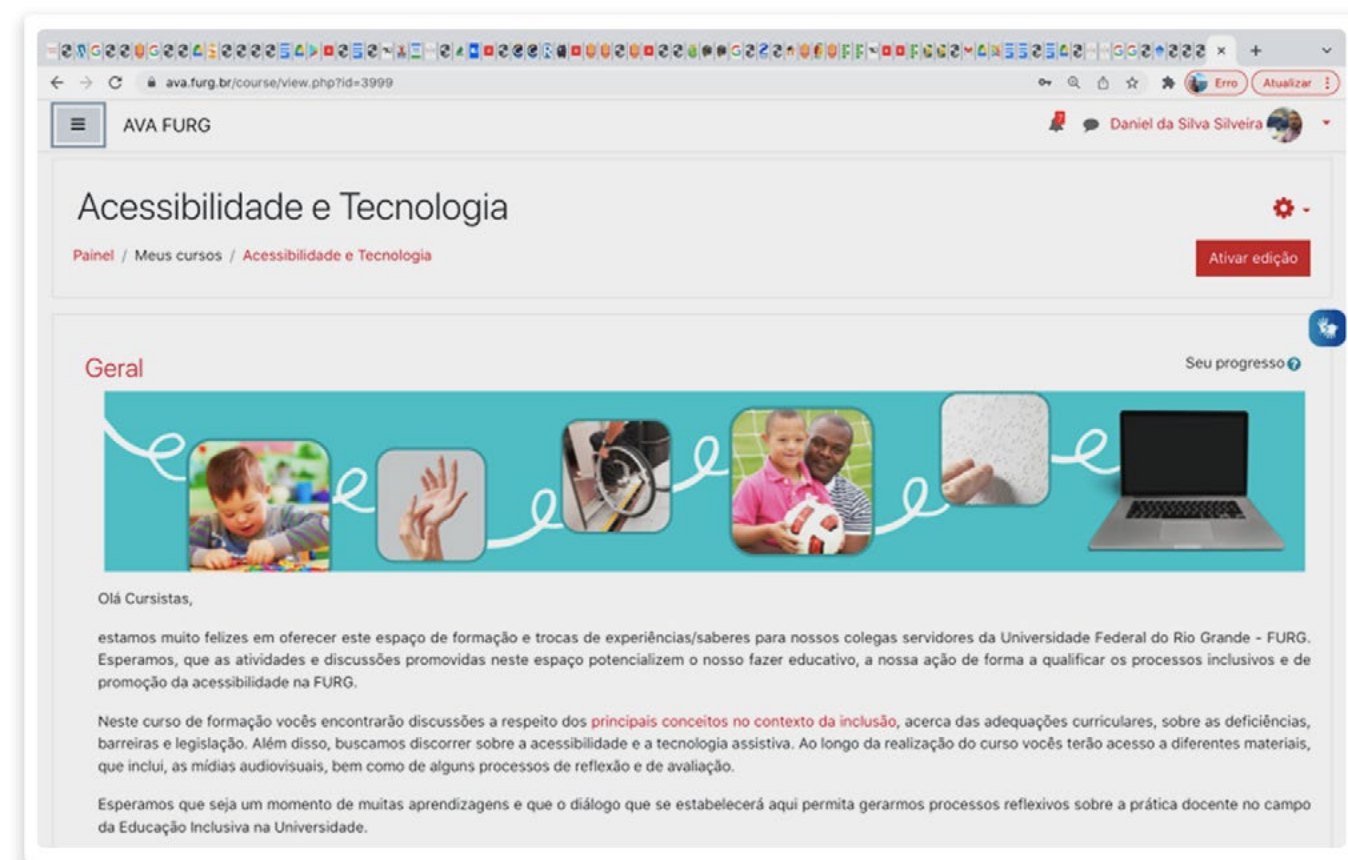 ava.furg.br/course/view.php?id=3999
Erro
Atualizar
AVA FURG
Daniel da Silva Silveira
Acessibilidade e Tecnologia
Painel / Meus cursos / Acessibilidade e Tecnologia
Ativar edição
Geral
Seu progresso
Olá Cursistas,
estamos muito felizes em oferecer este espaço de formação e trocas de experiências/saberes para nossos colegas servidores da Universidade Federal do Rio Grande - FURG.
Esperamos, que as atividades e discussões promovidas neste espaço potencializem o nosso fazer educativo, a nossa ação de forma a qualificar os processos inclusivos e de
promoção da acessibilidade na FURG.
Neste curso de formação vocês encontrarão discussões a respeito dos principais conceitos no contexto da inclusão, acerca das adequações curriculares, sobre as deficiências,
barreiras e legislação. Além disso, buscamos discorrer sobre a acessibilidade e a tecnologia assistiva. Ao longo da realização do curso vocês terão acesso a diferentes materiais,
que inclui, as mídias audiovisuais, bem como de alguns processos de reflexão e de avaliação.
Esperamos que seja um momento de muitas aprendizagens e que o diálogo que se estabelecerá aqui permita gerarmos processos reflexivos sobre a prática docente no campo
da Educação Inclusiva na Universidade.